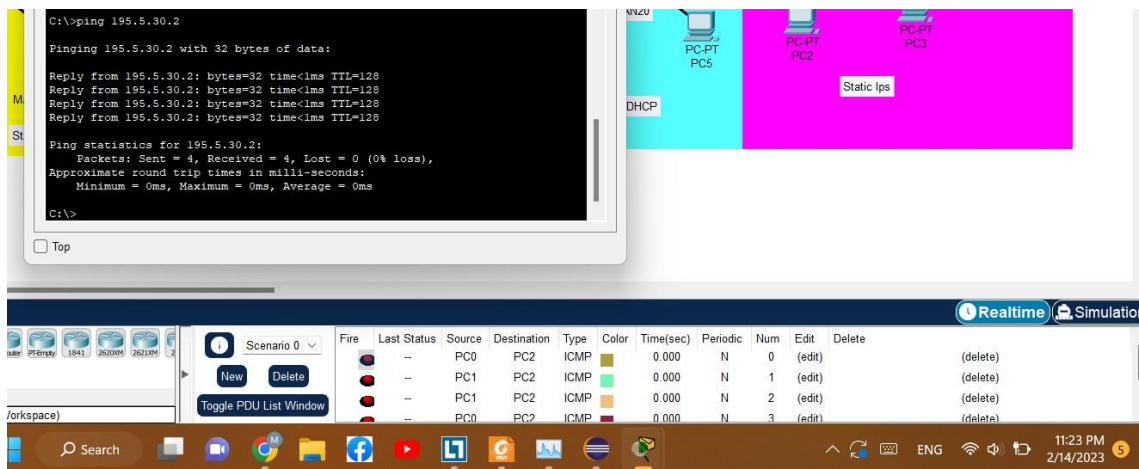 C:\>ping 195.5.30.2
Pinging 195.5.30.2 with 32 bytes of data:
Reply from 195.5.30.2: bytes=32 time<1ms TTL=128
Reply from 195.5.30.2: bytes=32 time<1ms TTL=128
Reply from 195.5.30.2: bytes=32 time<1ms TTL=128
Reply from 195.5.30.2: bytes=32 time<1ms TTL=128
Ping statistics for 195.5.30.2:
Packets: Sent = 4, Received = 4, Lost = 0 (0% loss),
Approximate round trip times in milli-seconds:
Minimum = 0ms, Maximum = 0ms, Average = 0ms
C:\>
Top
PC-PT
PC5
DHCP
PC-PT
PC2
PC-PT
PC3
Static Ips
Realtime Simulation
PT-Empty 1841 2620XM 2621XM
Scenario 0
New Delete
Toggle PDU List Window
Fire Last Status Source Destination Type Color Time(sec) Periodic Num Edit Delete
-- PC0 PC2 ICMP 0.000 N 0 (edit) (delete)
-- PC1 PC2 ICMP 0.000 N 1 (edit) (delete)
-- PC1 PC2 ICMP 0.000 N 2 (edit) (delete)
-- PC0 PC2 ICMP 0.000 N 3 (edit) (delete)
Search
ENG
11:23 PM
2/14/2023
5